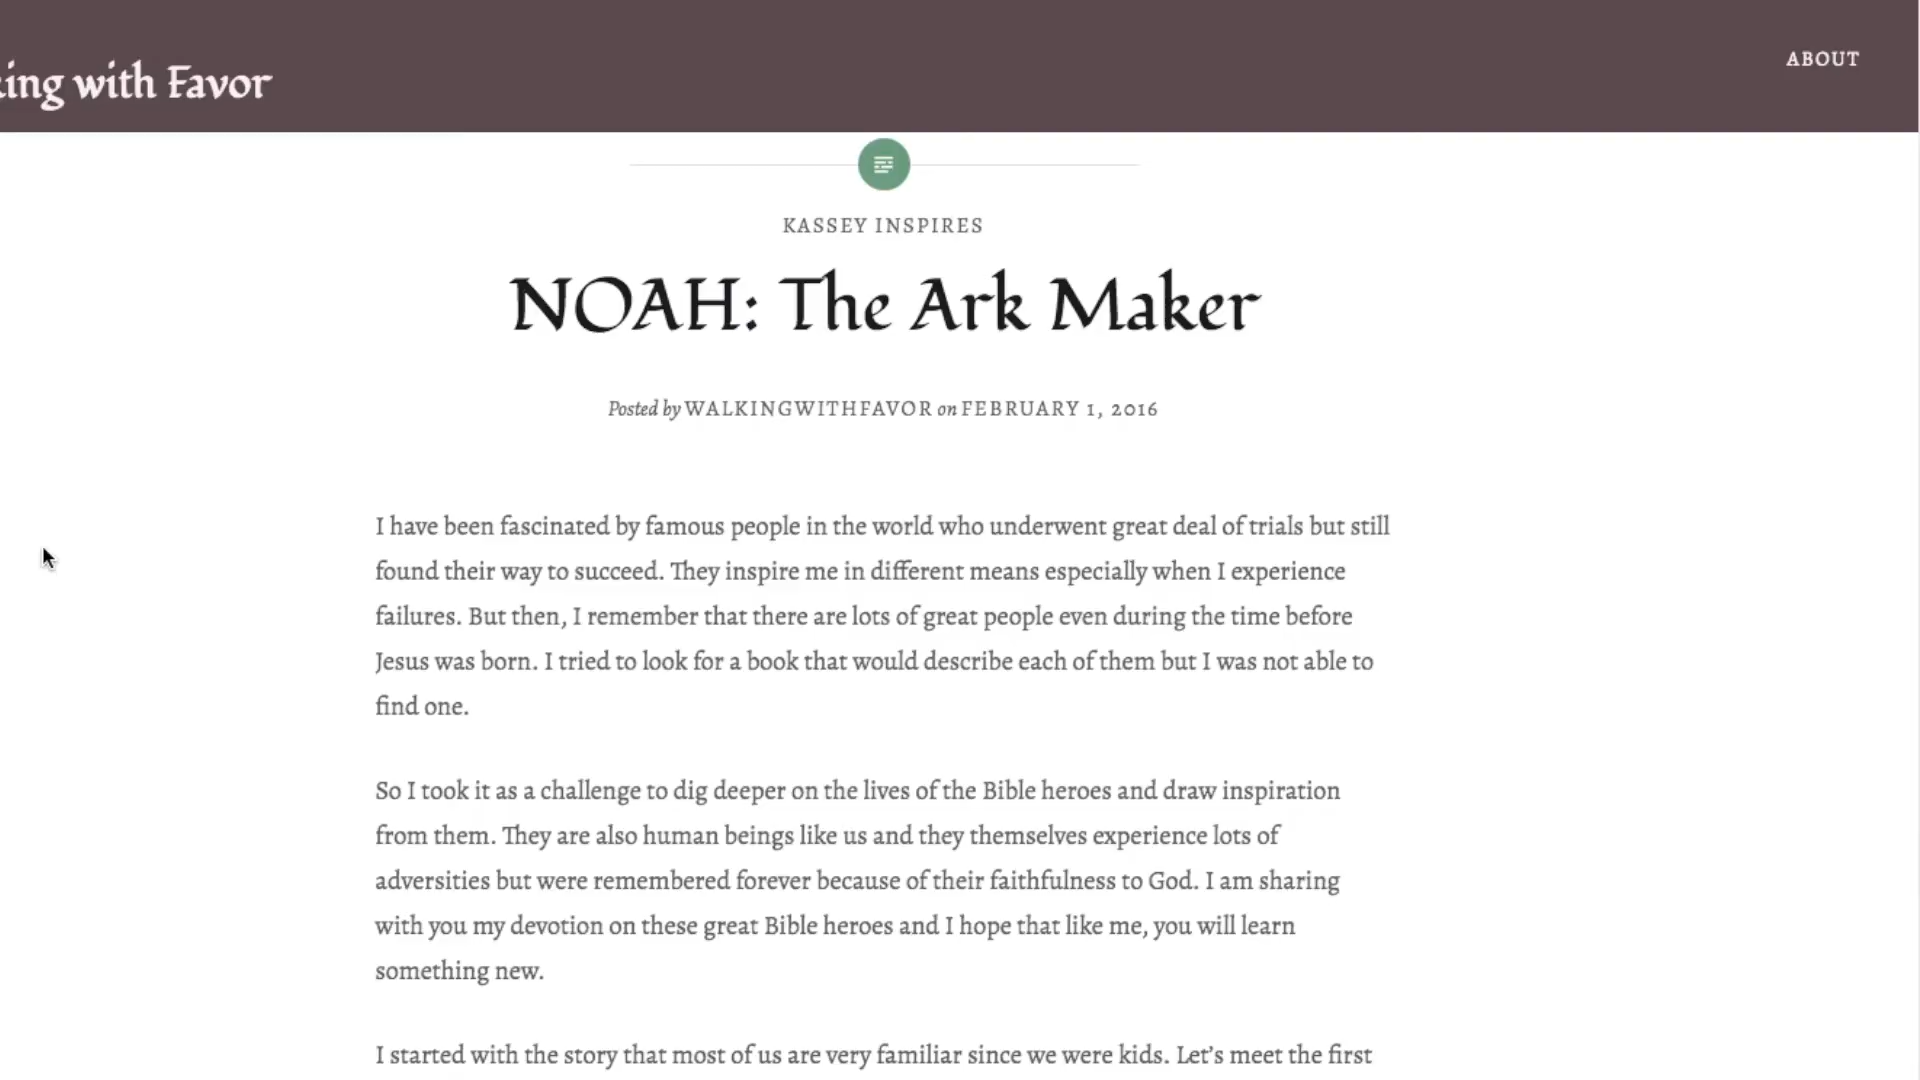 with Favor
ABOUT
KASSEY INSPIRES
NOAH: The Ark Maker
Posted by WALKINGWITHFAVOR on FEBRUARY 1, 2016
I have been fascinated by famous people in the world who underwent great deal of trials but still
found their way to succeed. They inspire me in different means especially when I experience
failures. But then, I remember that there are lots of great people even during the time before
Jesus was born. I tried to look for a book that would describe each of them but I was not able to
find one.
So I took it as a challenge to dig deeper on the lives of the Bible heroes and draw inspiration
from them. They are also human beings like us and they themselves experience lots of
adversities but were remembered forever because of their faithfulness to God. I am sharing
with you my devotion on these great Bible heroes and I hope that like me, you will learn
something new.
I started with the story that most of us are very familiar since we were kids. Let’s meet the first